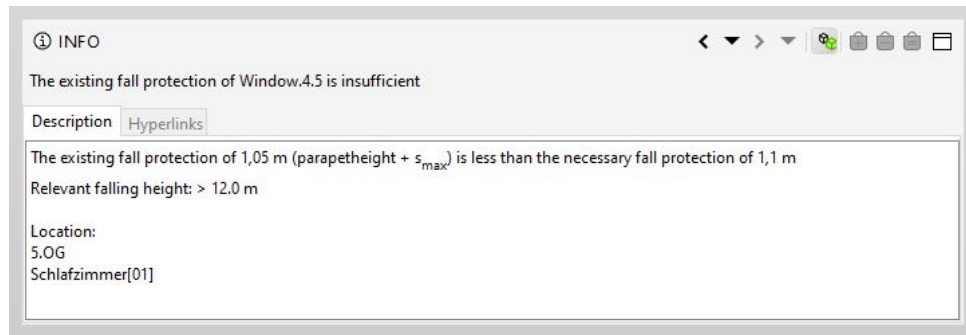 INFO
The existing fall protection of Window.4.5 is insufficient
Description Hyperlinks
The existing fall protection of 1,05 m (parapetheight + smax) is less than the necessary fall protection of 1,1 m
Relevant falling height: > 12.0 m
Location:
5.OG
Schlafzimmer[01]